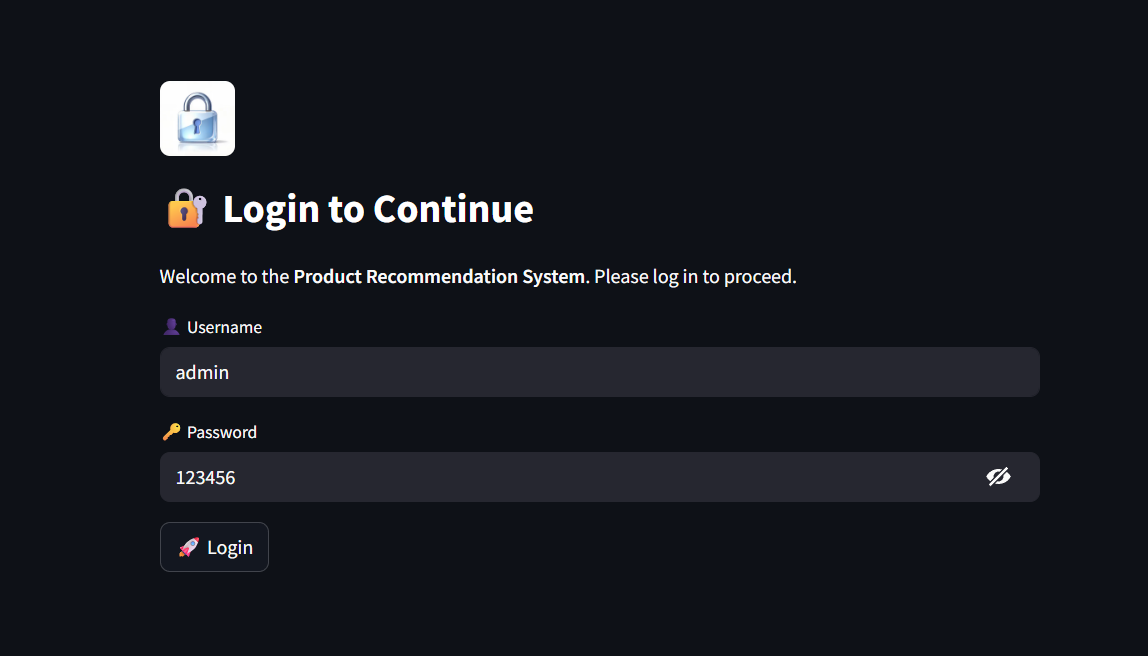 🔐 Login to Continue
Welcome to the Product Recommendation System. Please log in to proceed.
👤 Username
admin
🔑 Password
123456
🚀 Login